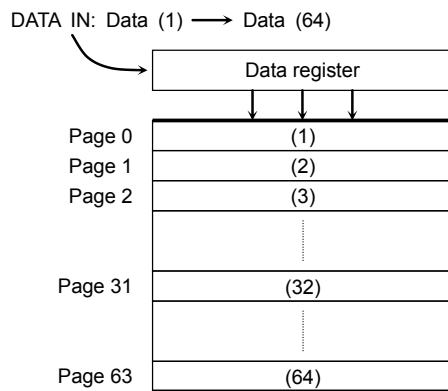 DATA IN: Data (1) → Data (64)
Data register
Page 0 (1)
Page 1 (2)
Page 2 (3)
Page 31 (32)
Page 63 (64)